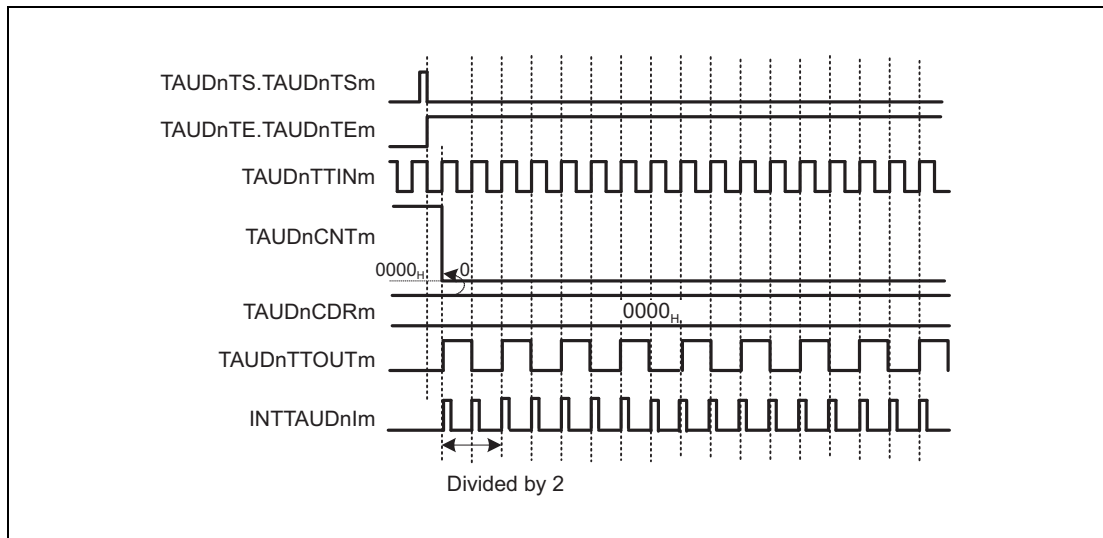 TAUDnTS.TAUDnTSm
TAUDnTE.TAUDnTEm
TAUDnTTINm
TAUDnCNTm
0000H 0
TAUDnCDRm 0000H
TAUDnTTOUTm
INTTAUDnIm
Divided by 2